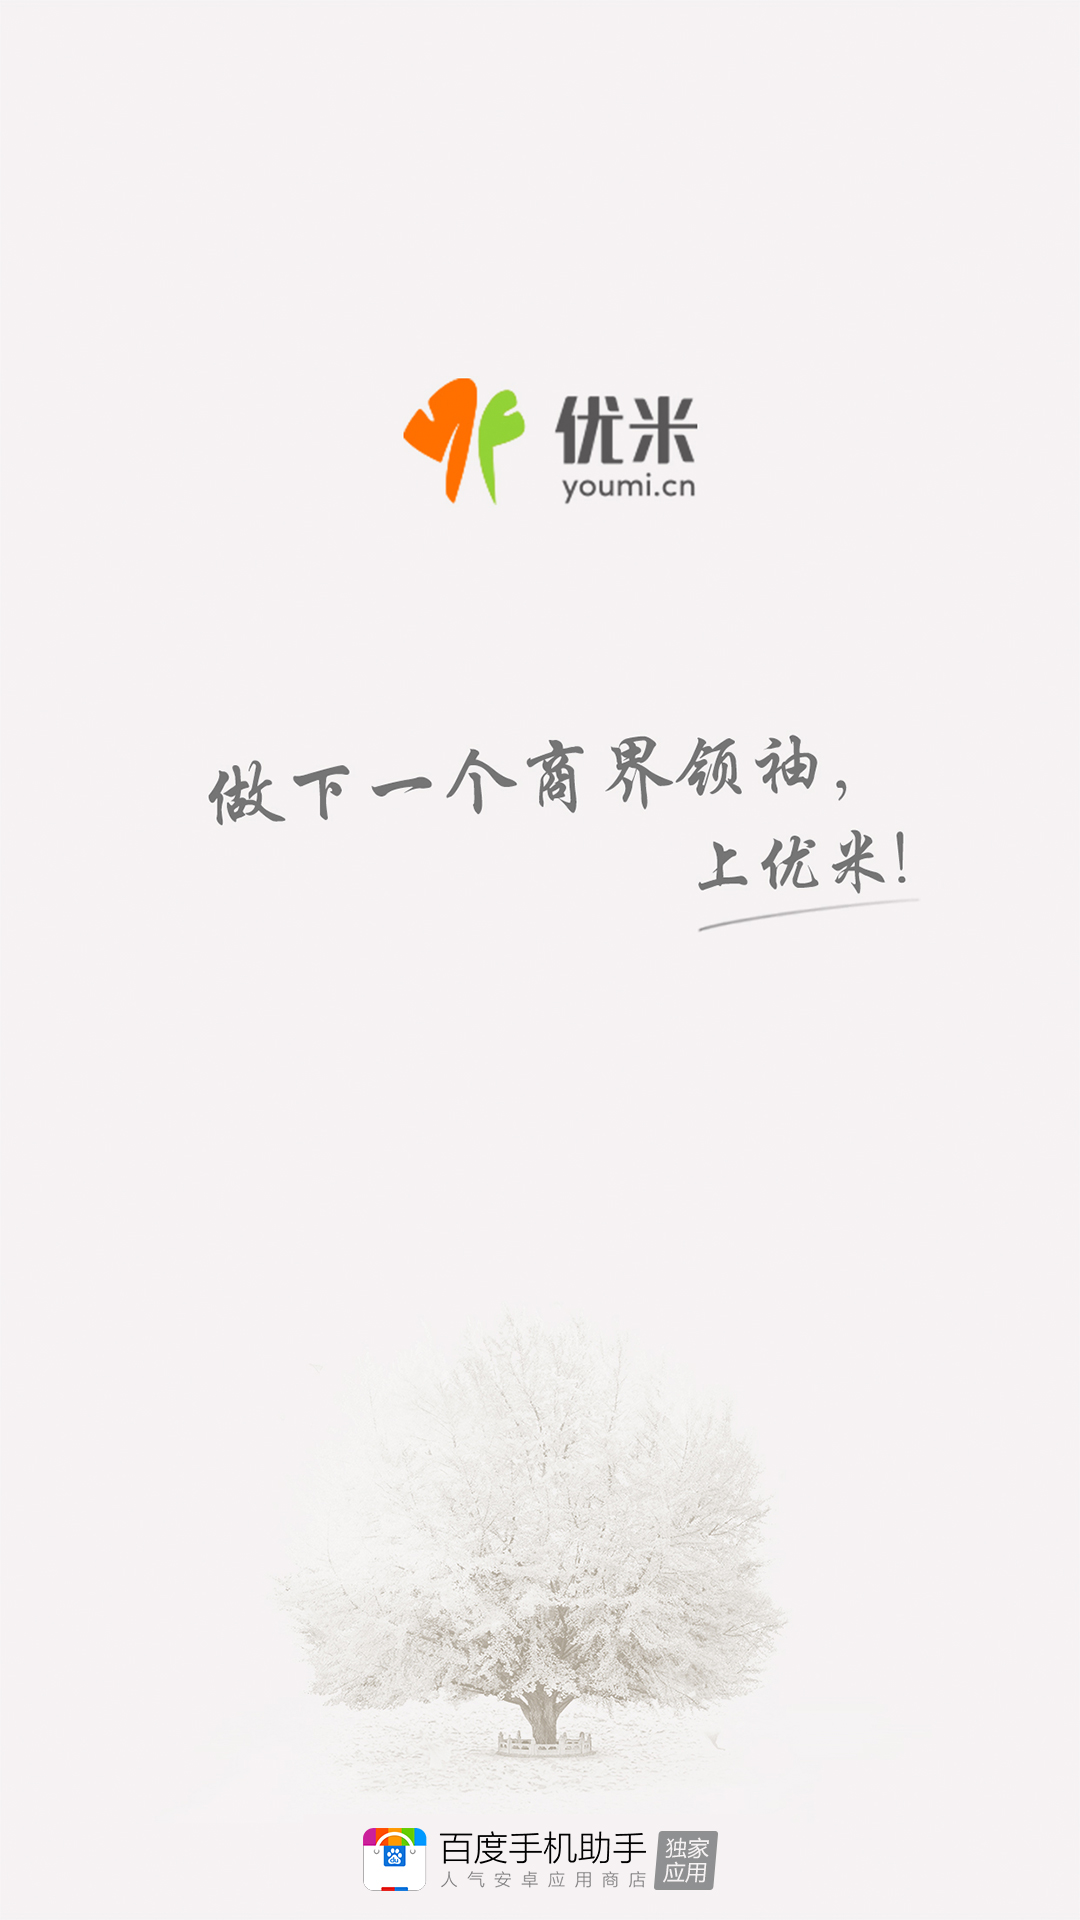 优米
youmi.cn
做下一个商界领袖，
上优米！
百度手机助手
人气安卓应用商店
独家
应用